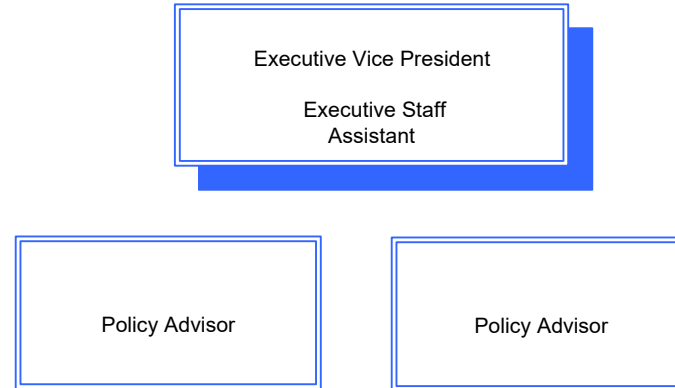 Executive Vice President
Executive Staff
Assistant
Policy Advisor
Policy Advisor